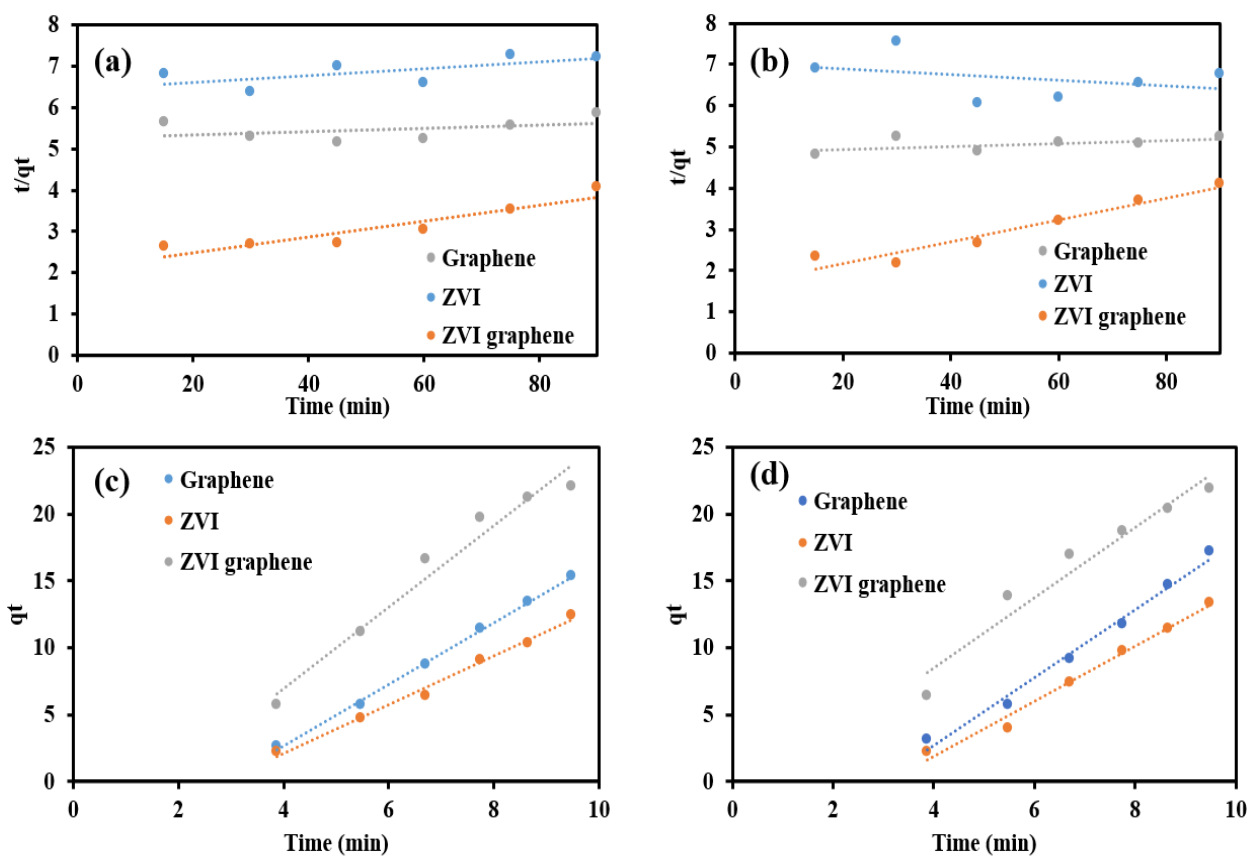 (a)
t/qt
8
7
6
5
4
3
2
1
0
0 20 40 60 80
Time (min)
Graphene
ZVI
ZVI graphene
(b)
t/qt
8
7
6
5
4
3
2
1
0
0 20 40 60 80
Time (min)
Graphene
ZVI
ZVI graphene
(c)
qt
25
20
15
10
5
0
0 2 4 6 8 10
Time (min)
Graphene
ZVI
ZVI graphene
(d)
qt
25
20
15
10
5
0
0 2 4 6 8 10
Time (min)
Graphene
ZVI
ZVI graphene